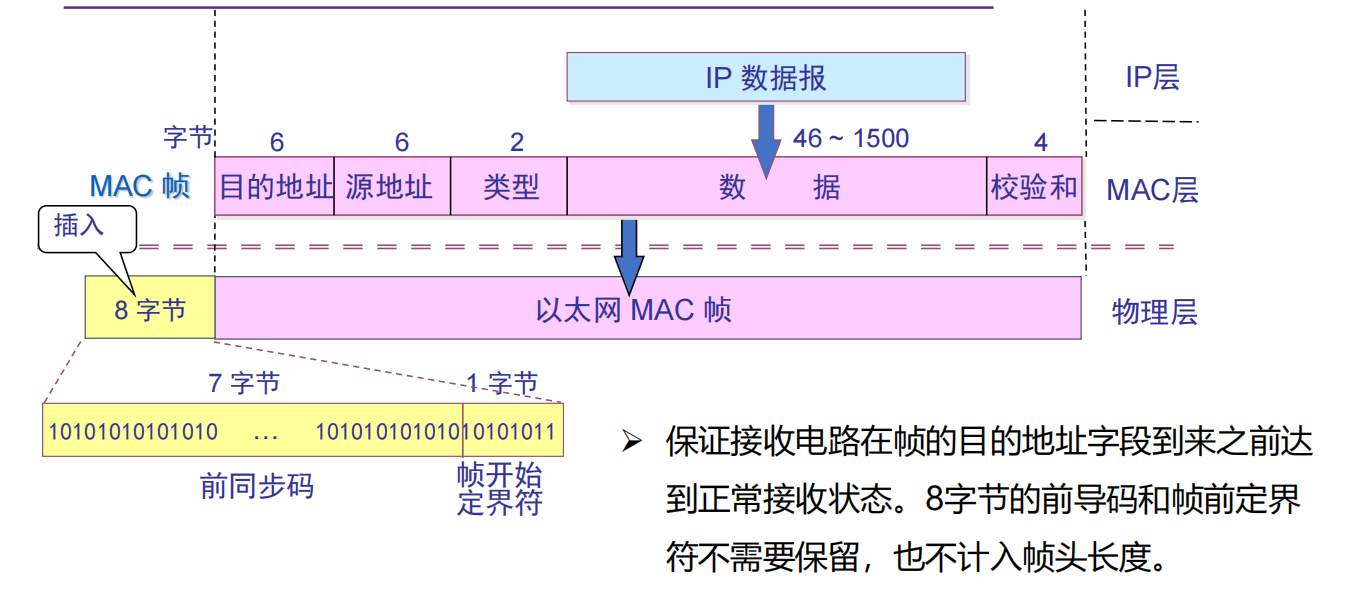 IP 数据报
IP层
字节
6
6
2
46 ~ 1500
4
MAC 帧
目的地址
源地址
类型
数 据
校验和
MAC层
插入
8 字节
以太网 MAC 帧
物理层
7 字节
1 字节
10101010101010 … 10101010101010101011
前同步码
帧开始
定界符
➢ 保证接收电路在帧的目的地址字段到来之前达
到正常接收状态。8字节的前导码和帧前定界
符不需要保留，也不计入帧头长度。